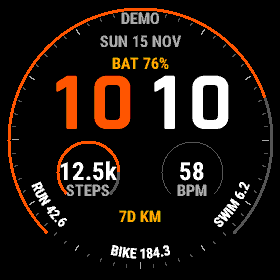 DEMO
SUN 15 NOV
BAT 76%
10 10
12.5k
STEPS
58
BPM
RUN 42.6
7D KM
SWIM 6.2
BIKE 184.3